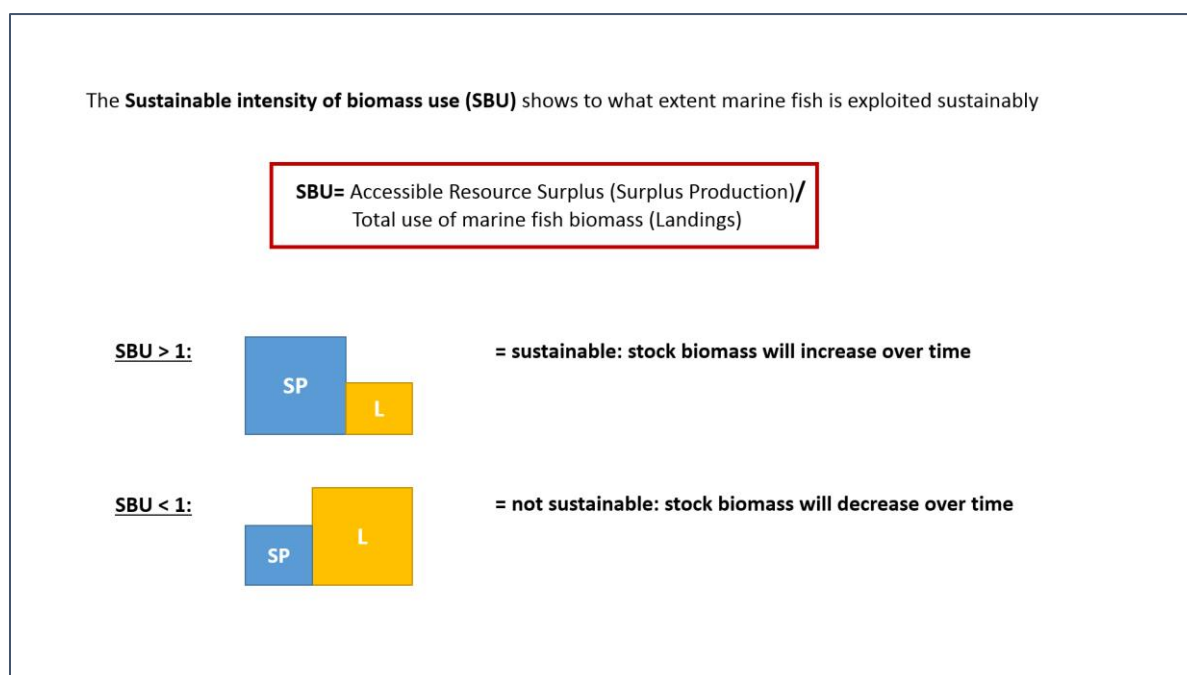 The Sustainable intensity of biomass use (SBU) shows to what extent marine fish is exploited sustainably
SBU= Accessible Resource Surplus (Surplus Production)/
Total use of marine fish biomass (Landings)
SBU > 1:
SP
L
= sustainable: stock biomass will increase over time
SBU < 1:
SP
L
= not sustainable: stock biomass will decrease over time